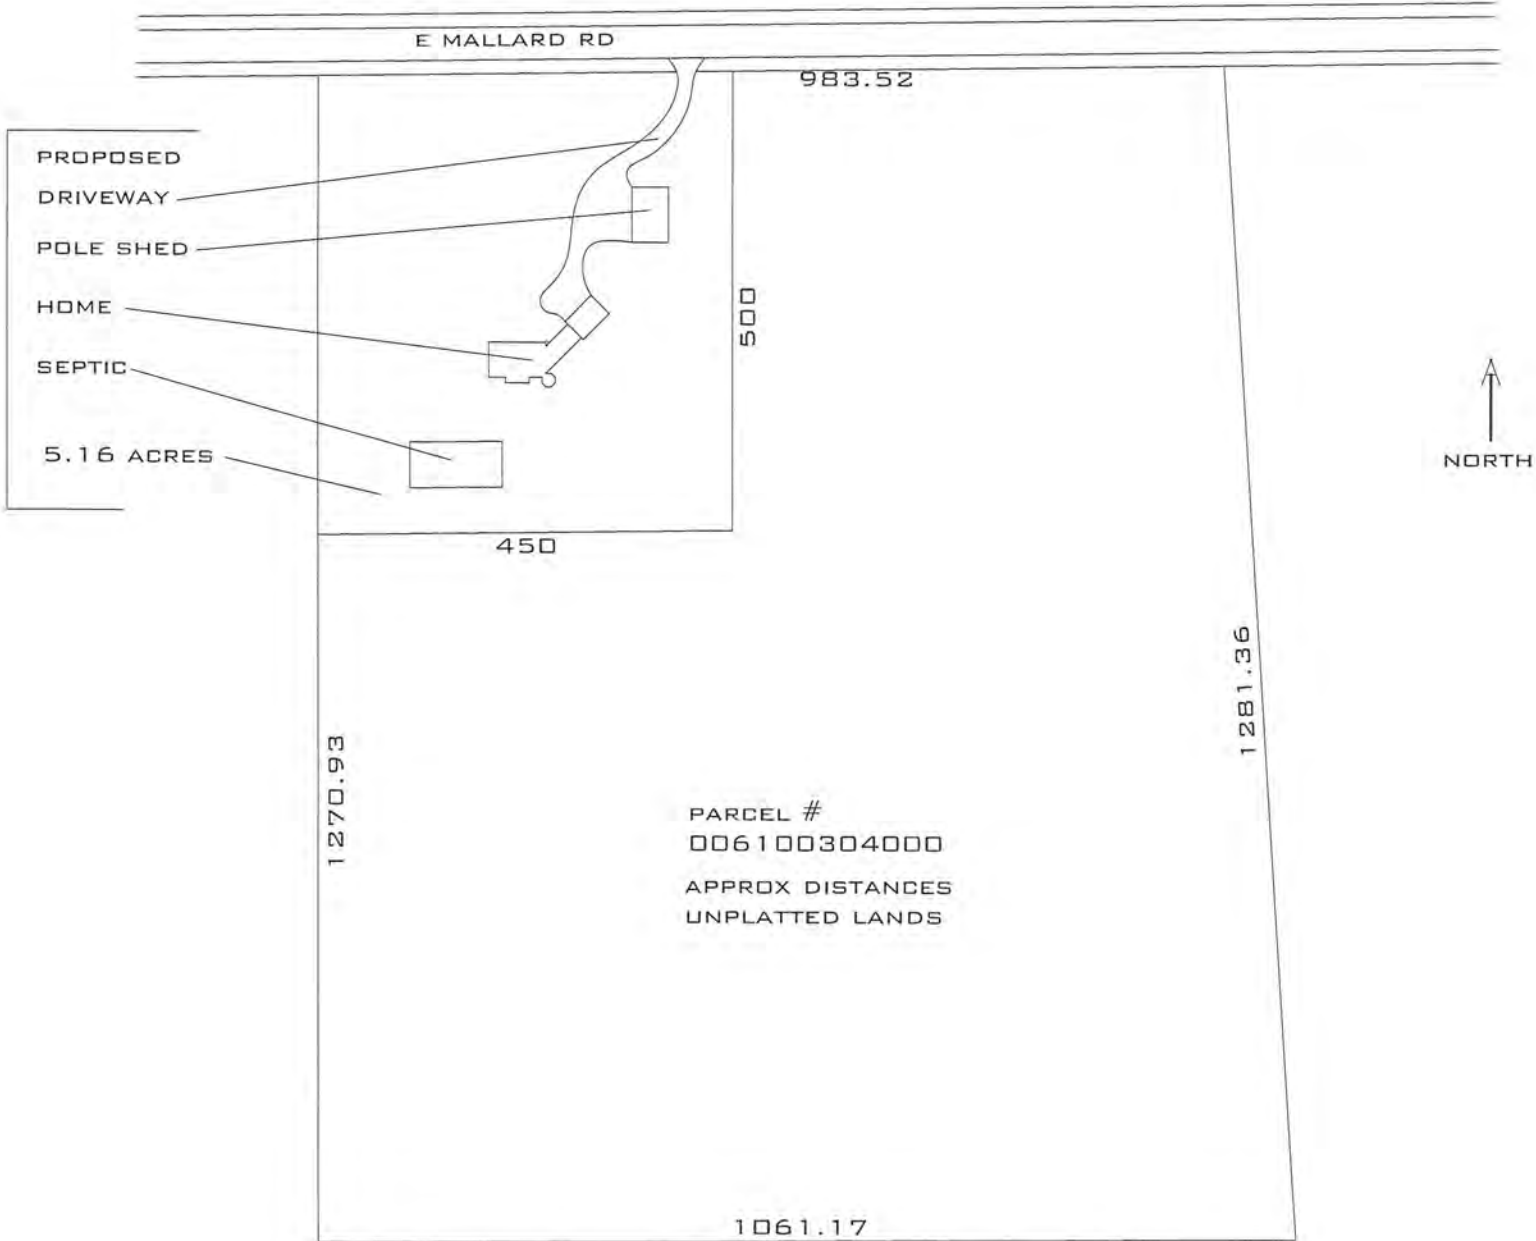 E MALLARD RD
983.52
PROPOSED
DRIVEWAY
POLE SHED
HOME
SEPTIC
5.16 ACRES
500
450
NORTH
1281.36
1270.93
PARCEL #
006100304000
APPROX DISTANCES
UNPLATTED LANDS
1061.17